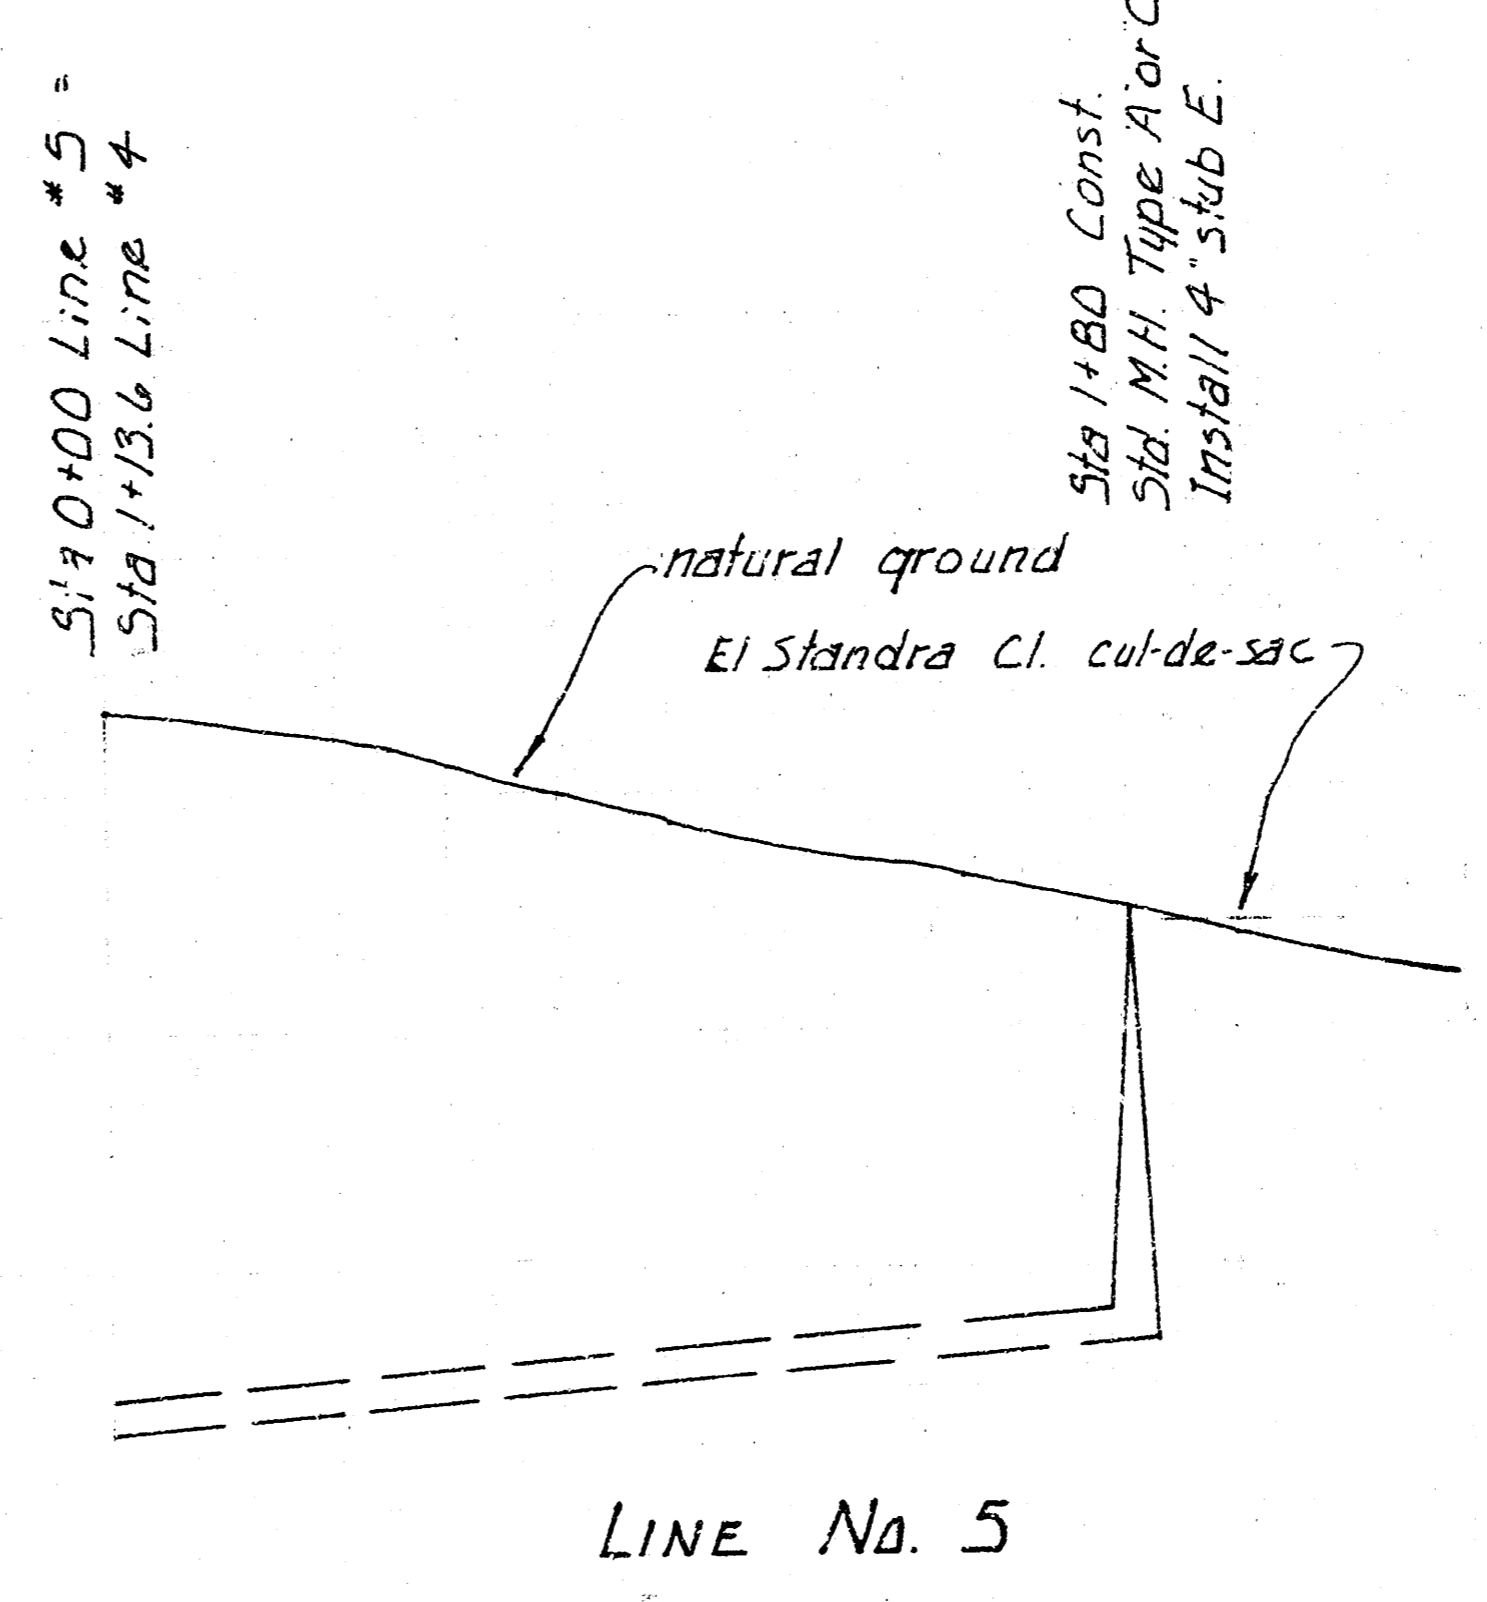 Sta 0+00 Line #5 =
Sta 1+13.6 Line #4
Sta 1+80 Const.
Std. M.H. Type A or C
Install 4" stub E.
natural ground
El Standra Cl. cul-de-sac
LINE No. 5